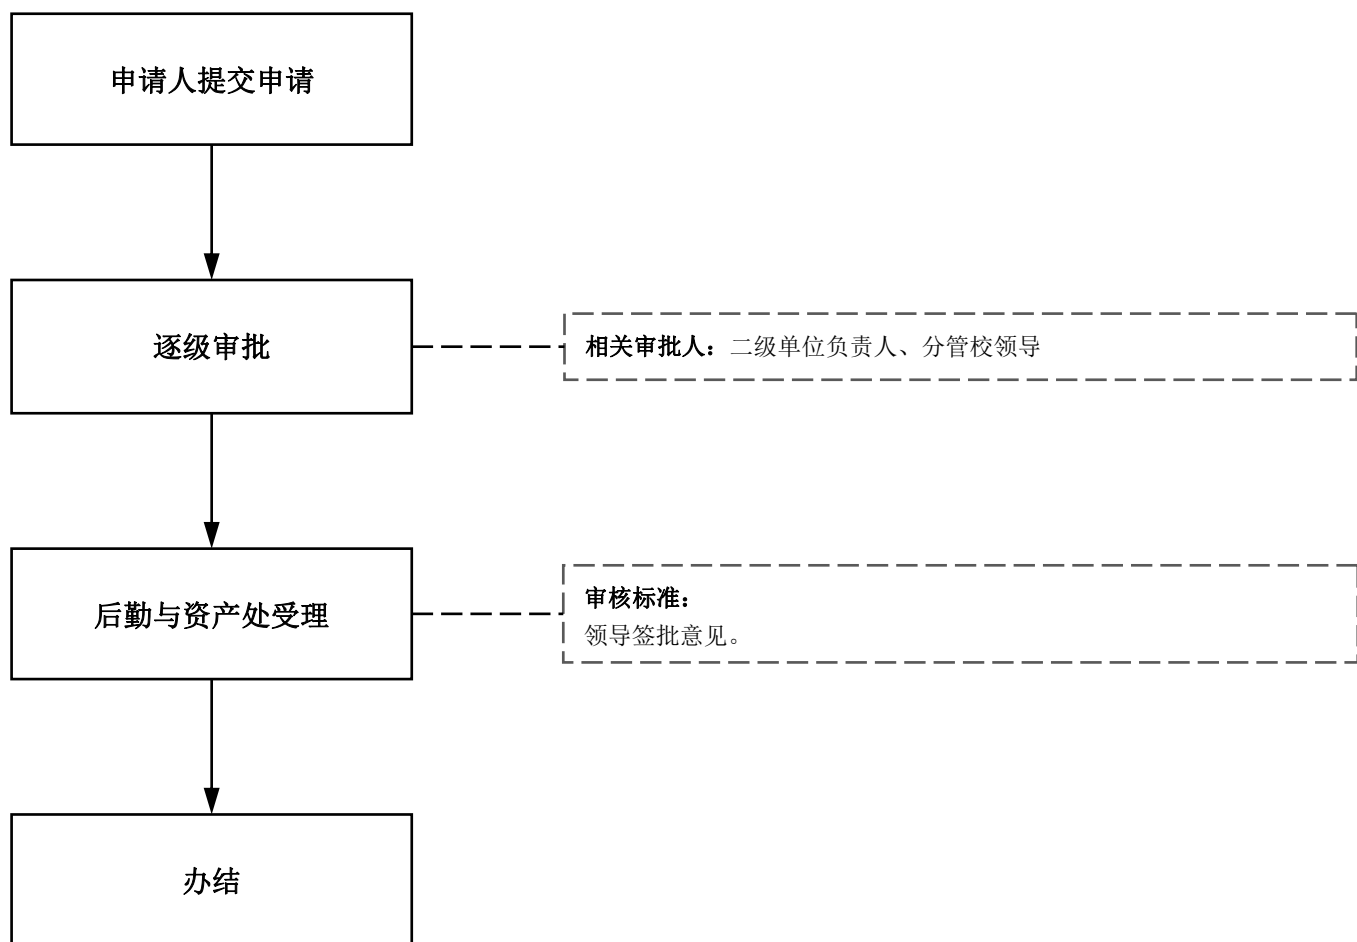 申请人提交申请
逐级审批
相关审批人：二级单位负责人、分管校领导
后勤与资产处受理
审核标准：
领导签批意见。
办结